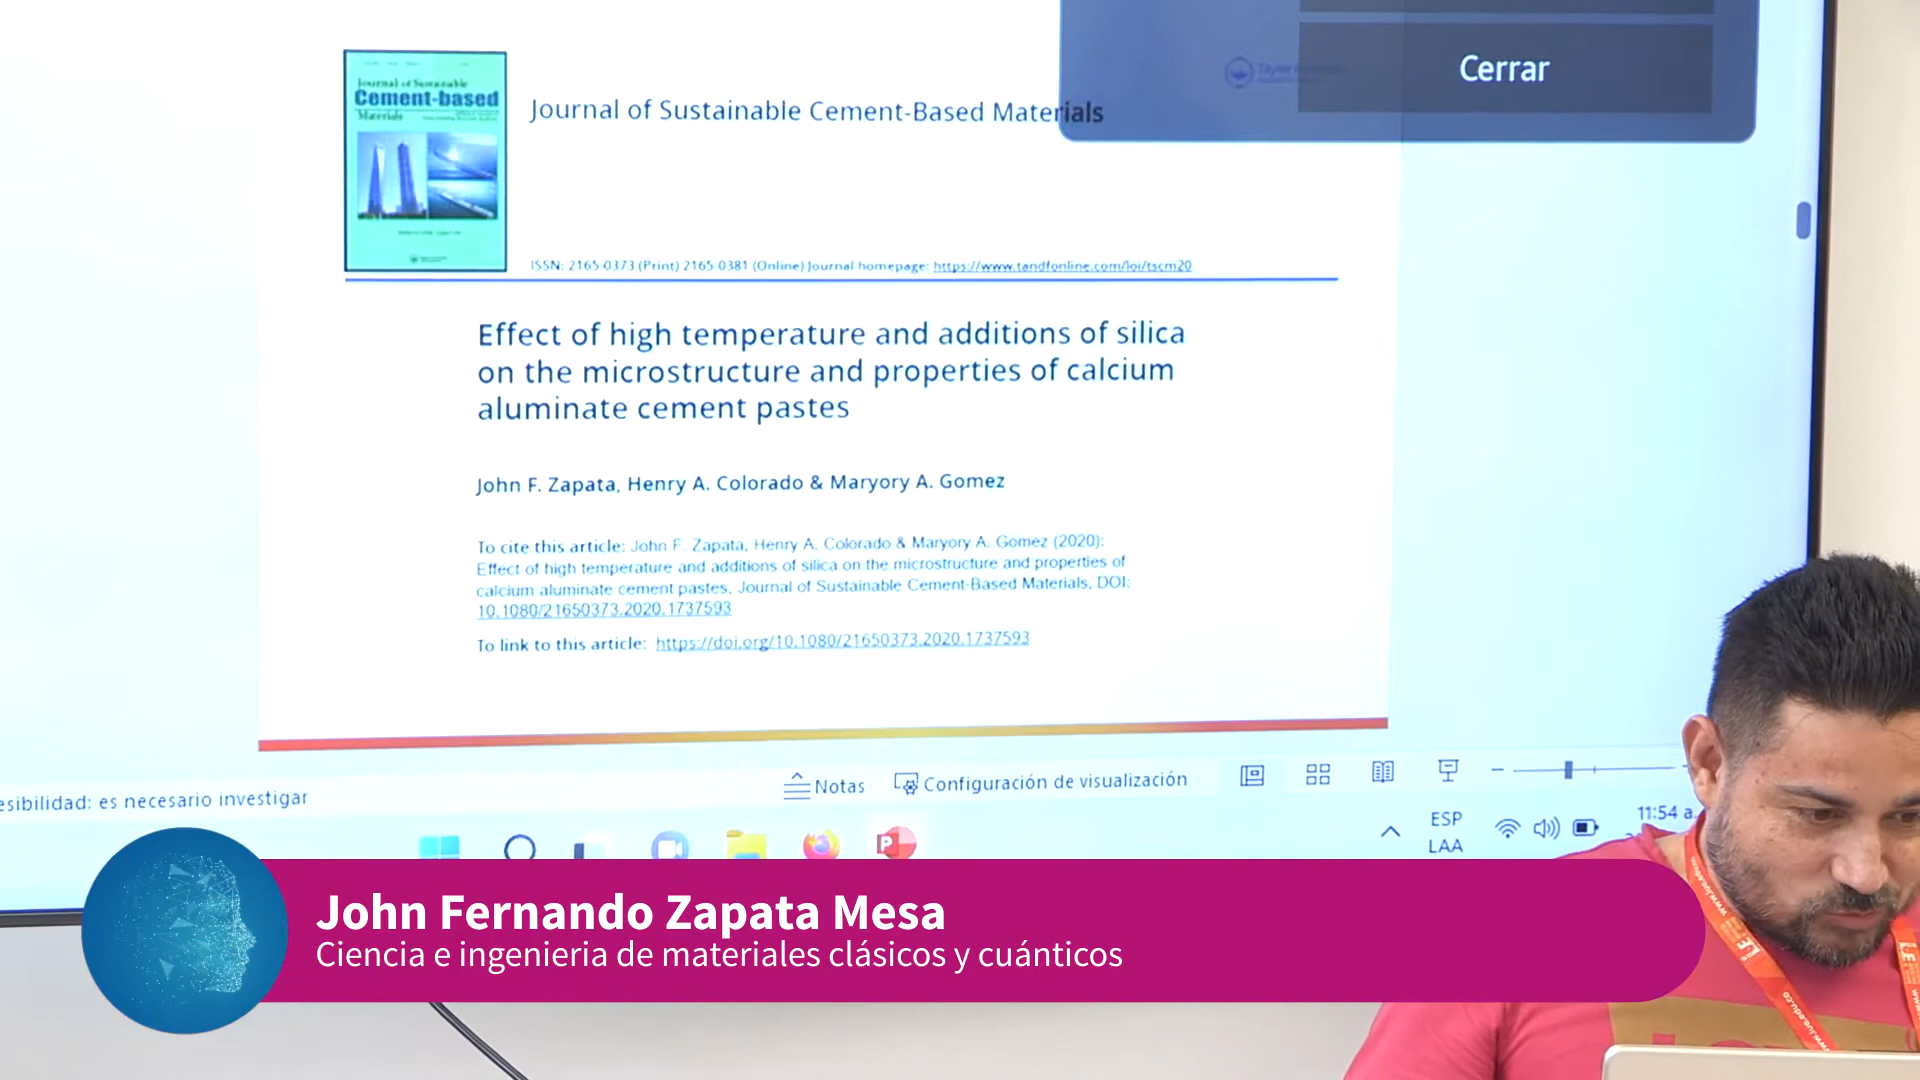 Cerrar
Journal of Sustainable
Cement-based
Materials
Journal of Sustainable Cement-Based Materials
ISSN: 2165-0373 (Print) 2165-0381 (Online) Journal homepage: https://www.tandfonline.com/loi/tscm20
Effect of high temperature and additions of silica
on the microstructure and properties of calcium
aluminate cement pastes
John F. Zapata, Henry A. Colorado & Maryory A. Gomez
To cite this article: John F. Zapata, Henry A. Colorado & Maryory A. Gomez (2020):
Effect of high temperature and additions of silica on the microstructure and properties of
calcium aluminate cement pastes, Journal of Sustainable Cement-Based Materials, DOI:
10.1080/21650373.2020.1737593
To link to this article: https://doi.org/10.1080/21650373.2020.1737593
esibilidad: es necesario investigar
Notas
Configuración de visualización
ESP
LAA
11:54 a.
John Fernando Zapata Mesa
Ciencia e ingenieria de materiales clásicos y cuánticos